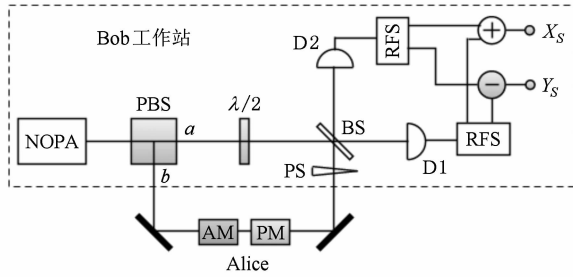 Bob工作站
D2
RFS
X_S
Y_S
PBS
λ/2
BS
NOPA
a
b
PS
D1
RFS
AM
PM
Alice
+
−